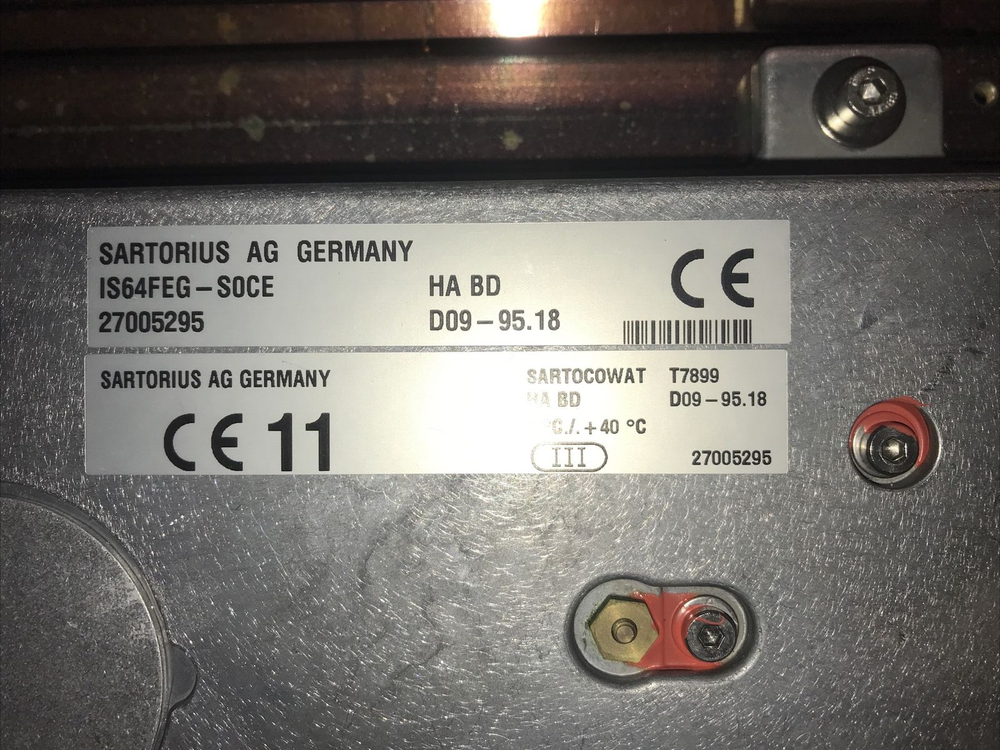 SARTORIUS AG GERMANY
IS64FEG–S0CE HA BD
27005295 D09–95.18
CE
SARTORIUS AG GERMANY SARTOCOWAT T7899
HA BD D09–95.18
°C./.+40 °C
CE 11
III 27005295